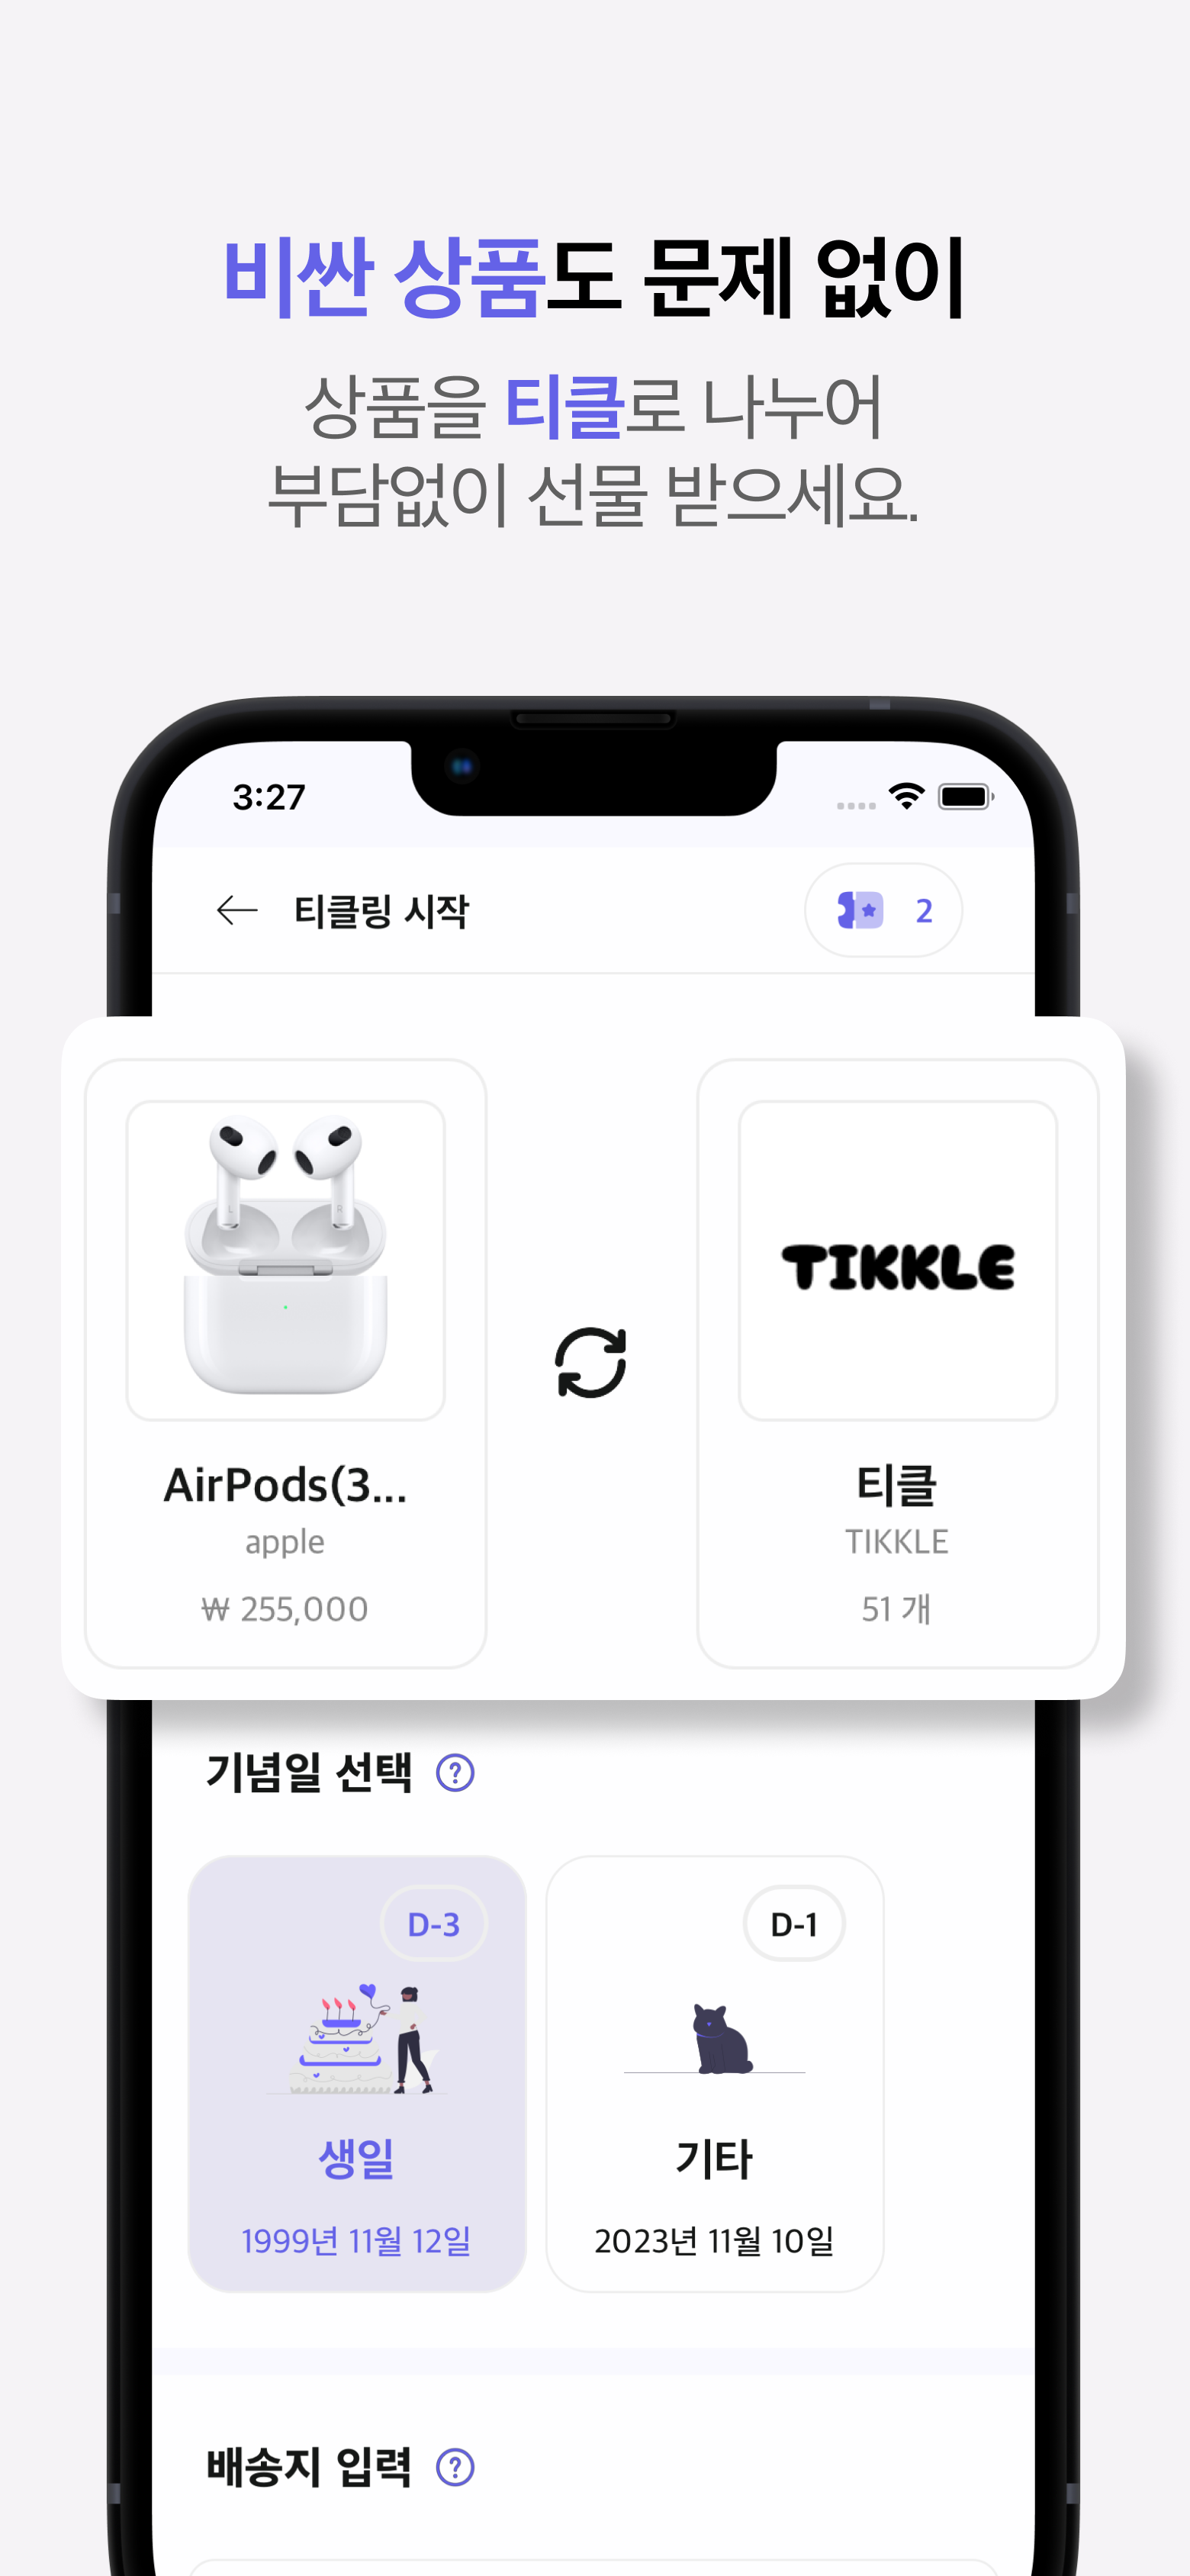 비싼 상품도 문제 없이
상품을 티클로 나누어
부담없이 선물 받으세요.
3:27
티클링 시작
2
L R
TIKKLE
AirPods(3...
apple
₩ 255,000
티클
TIKKLE
51 개
기념일 선택 ?
D-3
생일
1999년 11월 12일
D-1
기타
2023년 11월 10일
배송지 입력 ?